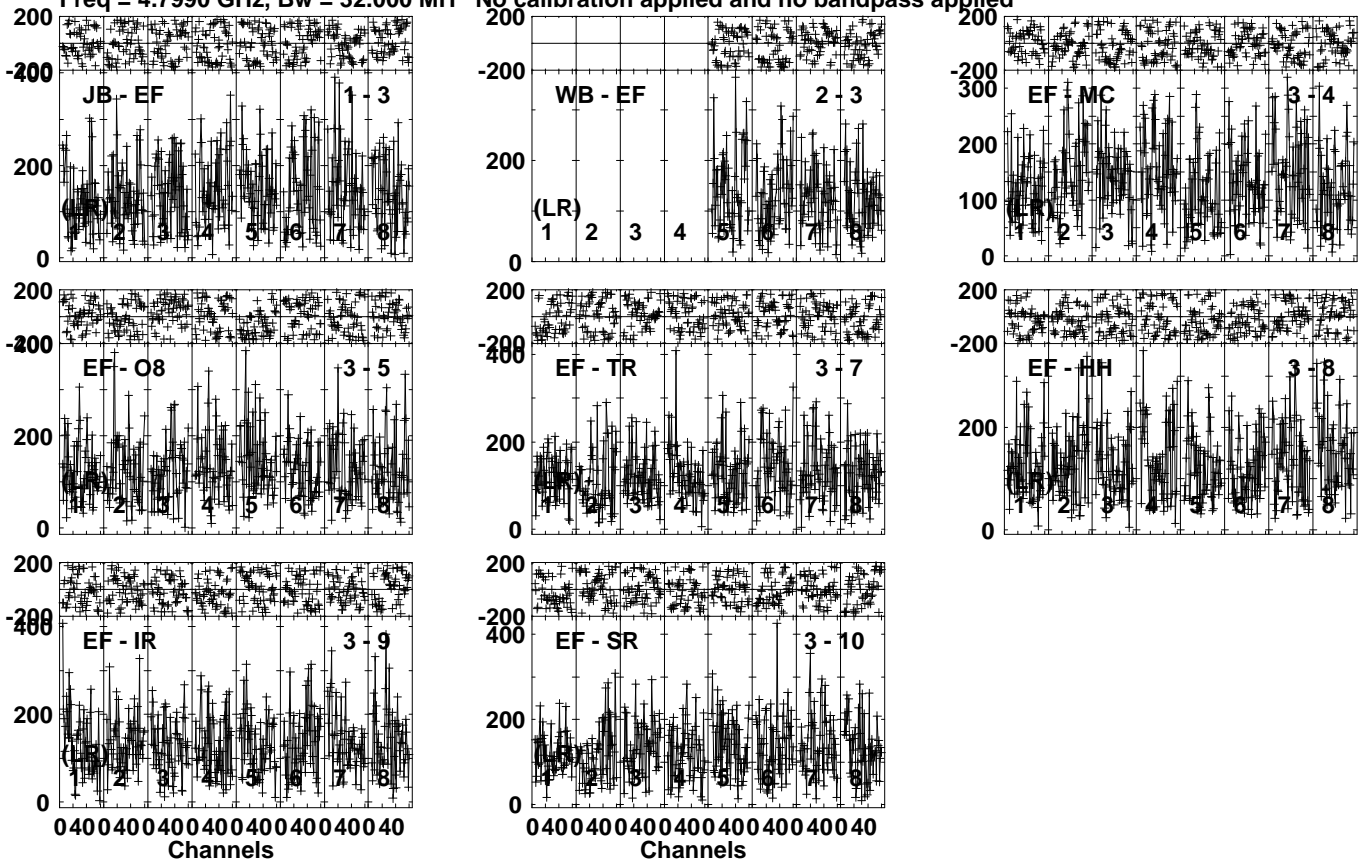 Freq = 4.7990 GHz, Bw = 32.000 MH No calibration applied and no bandpass applied
200 200 200
-200 -200 -200
400 300
JB - EF 1 - 3 WB - EF 2 - 3 EF - MC 3 - 4
200 200 200
100
(LR) (LR) (LR)
1 2 3 4 5 6 7 8 1 2 3 4 5 6 7 8 1 2 3 4 5 6 7 8
0 0 0
200 200 200
-200 -200 -200
400 400
EF - O8 3 - 5 EF - TR 3 - 7 EF - HH 3 - 8
200 200 200
(LR) (LR) (LR)
1 2 3 4 5 6 7 8 1 2 3 4 5 6 7 8 1 2 3 4 5 6 7 8
0 0 0
200 200
-200 -200
400 400
EF - IR 3 - 9 EF - SR 3 - 10
200 200
(LR) (LR)
1 2 3 4 5 6 7 8 1 2 3 4 5 6 7 8
0 0
0 40 0 40 0 40 0 40 0 40 0 40 0 40 0 40 0 40 0 40 0 40 0 40 0 40 0 40 0 40 0 40
Channels Channels